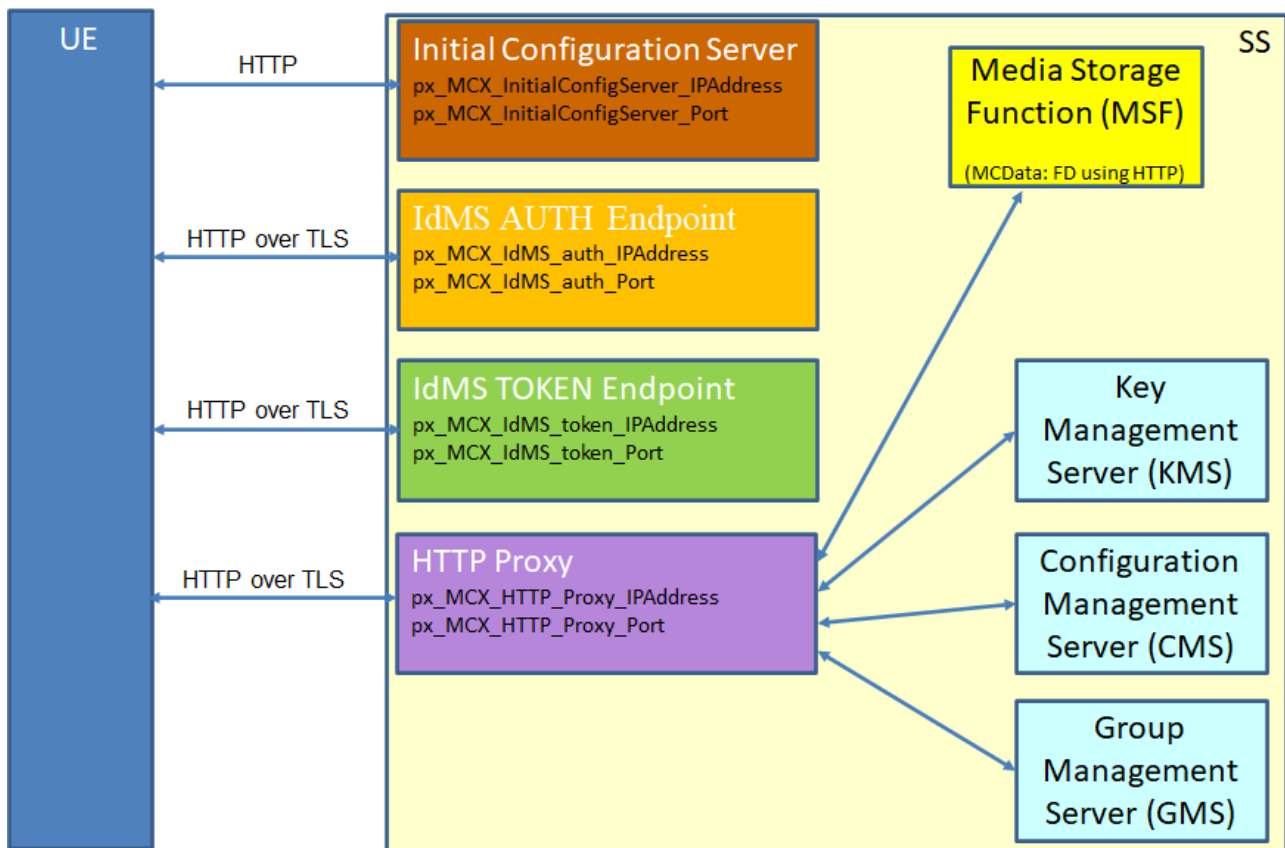 UE
SS
HTTP
Initial Configuration Server
px_MCX_InitialConfigServer_IPAddress
px_MCX_InitialConfigServer_Port
Media Storage
Function (MSF)
(MCData: FD using HTTP)
HTTP over TLS
IdMS AUTH Endpoint
px_MCX_IdMS_auth_IPAddress
px_MCX_IdMS_auth_Port
HTTP over TLS
IdMS TOKEN Endpoint
px_MCX_IdMS_token_IPAddress
px_MCX_IdMS_token_Port
Key
Management
Server (KMS)
HTTP over TLS
HTTP Proxy
px_MCX_HTTP_Proxy_IPAddress
px_MCX_HTTP_Proxy_Port
Configuration
Management
Server (CMS)
Group
Management
Server (GMS)